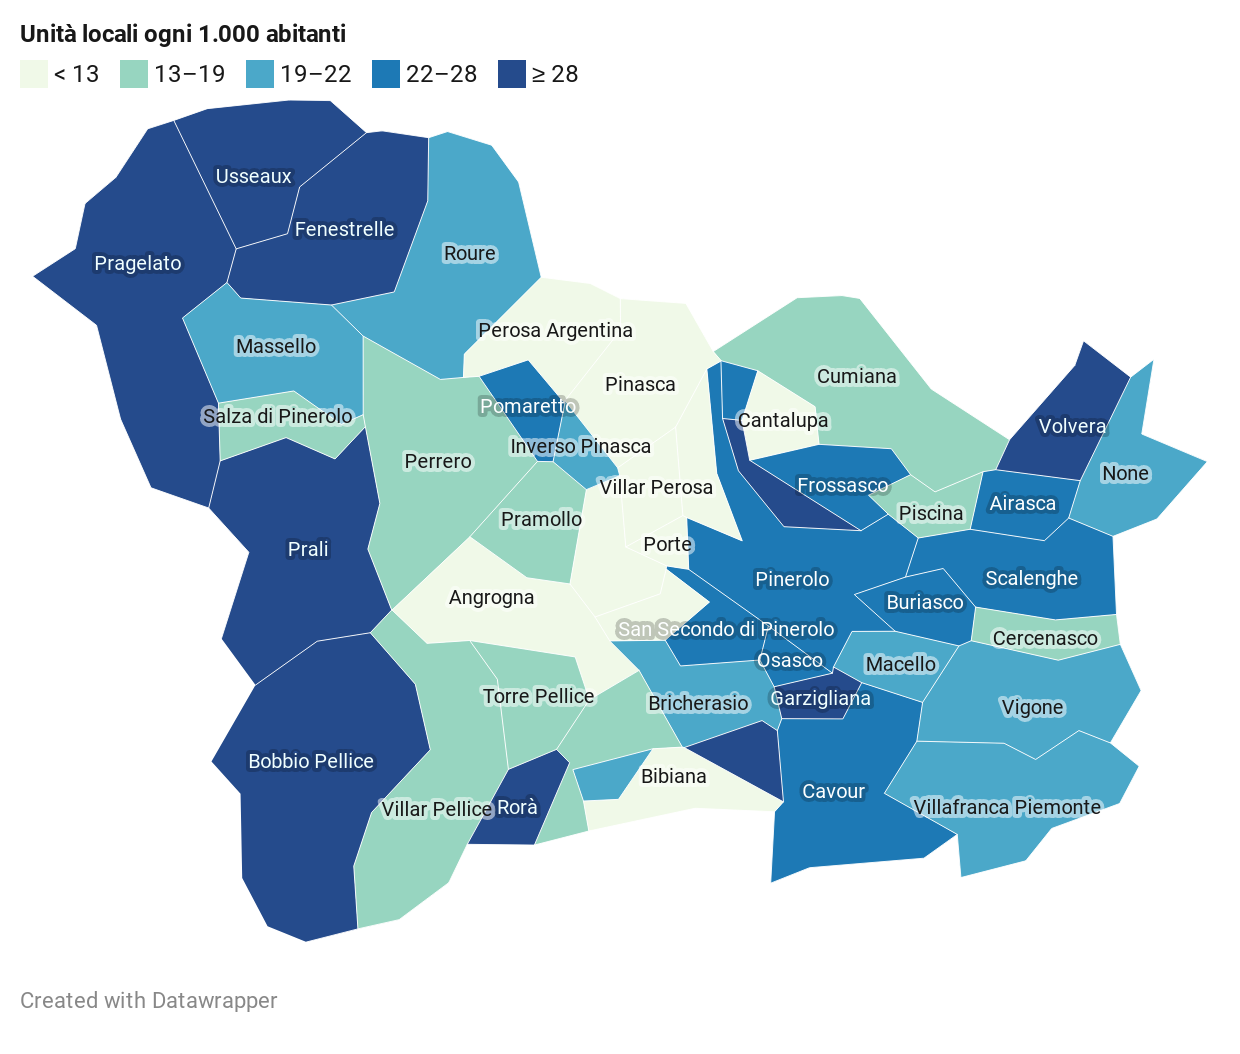 Unità locali ogni 1.000 abitanti
< 13 13–19 19–22 22–28 ≥ 28
Usseaux
Fenestrelle
Roure
Pragelato
Perosa Argentina
Massello
Cumiana
Pinasca
Pomaretto
Salza di Pinerolo
Cantalupa
Volvera
Inverso Pinasca
Perrero
None
Villar Perosa
Frossasco
Airasca
Piscina
Pramollo
Porte
Prali
Pinerolo
Scalenghe
Angrogna
Buriasco
San Secondo di Pinerolo
Cercenasco
Osasco
Macello
Torre Pellice
Bricherasio
Garzigliana
Vigone
Bobbio Pellice
Bibiana
Cavour
Villar Pellice
Rorà
Villafranca Piemonte
Created with Datawrapper